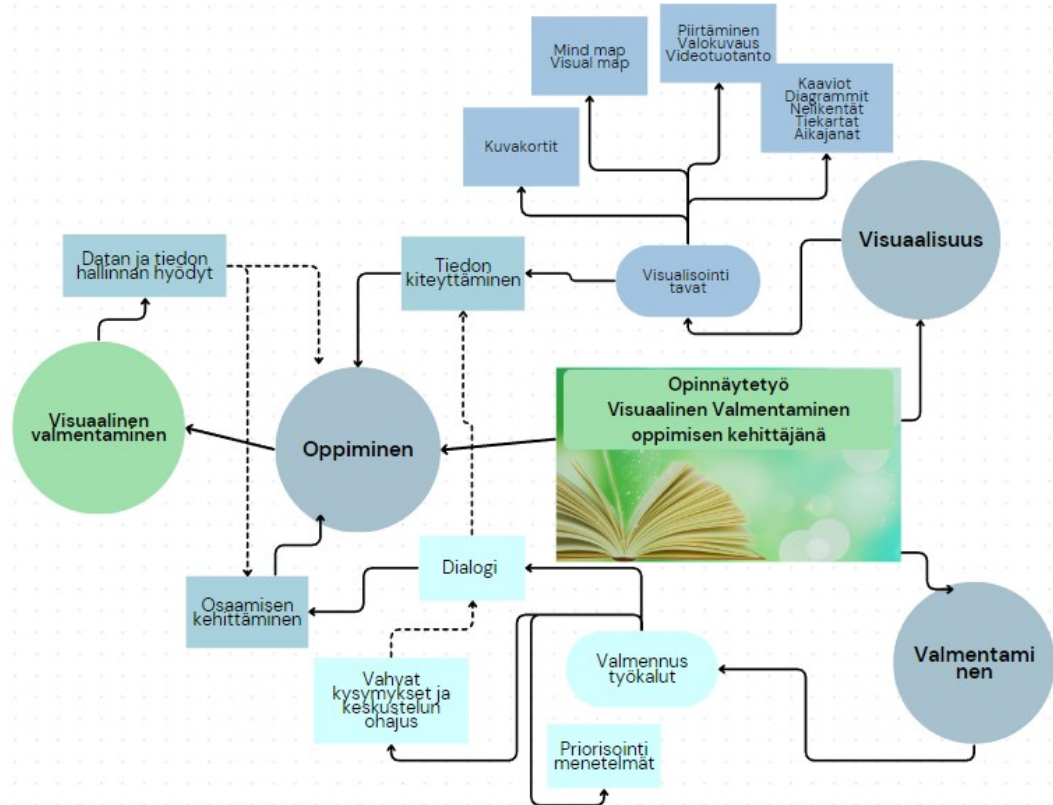 Piirtäminen
Valokuvaus
Videotuotanto
Mind map
Visual map
Kaaviot
Diagrammit
Nelikentät
Tiekartat
Aikajanat
Kuvakortit
Visuaalisuus
Datan ja tiedon
hallinnan hyödyt
Tiedon
kiteyttäminen
Visualisointi
tavat
Opinnäytetyö
Visuaalinen Valmentaminen
oppimisen kehittäjänä
Visuaalinen
valmentaminen
Oppiminen
Dialogi
Osaamisen
kehittäminen
Valmennus
työkalut
Valmentami
nen
Vahvat
kysymykset ja
keskustelun
ohajus
Priorisointi
menetelmät